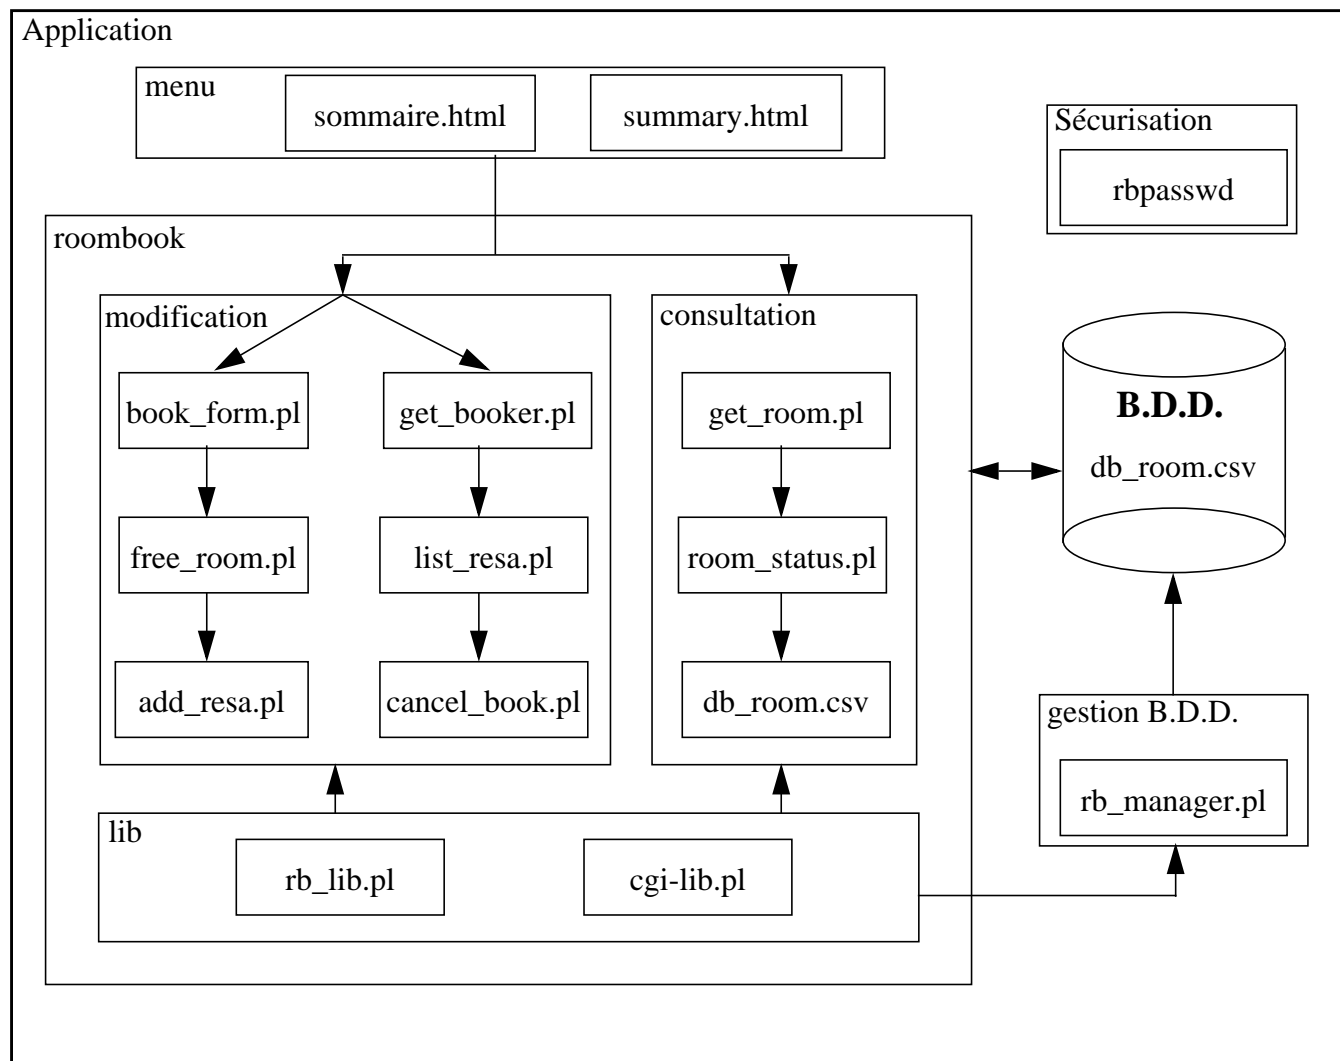 Application
menu
sommaire.html
summary.html
Sécurisation
rbpasswd
roombook
modification
book_form.pl
get_booker.pl
free_room.pl
list_resa.pl
add_resa.pl
cancel_book.pl
consultation
get_room.pl
room_status.pl
db_room.csv
B.D.D.
db_room.csv
gestion B.D.D.
rb_manager.pl
lib
rb_lib.pl
cgi-lib.pl